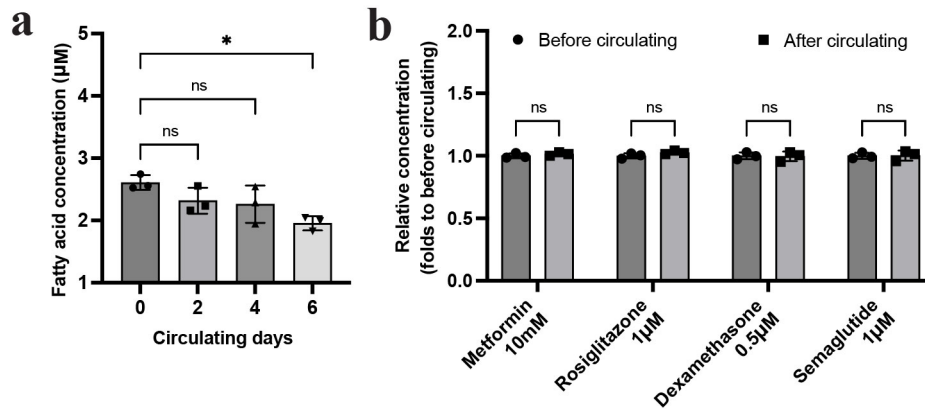 a
Fatty acid concentration (μM)
5
4
3
2
1
*
ns
ns
0 2 4 6
Circulating days
b
Relative concentration
(folds to before circulating)
2.0
1.5
1.0
0.5
0.0
Before circulating
After circulating
ns ns ns ns
Metformin
10mM
Rosiglitazone
1μM
Dexamethasone
0.5μM
Semaglutide
1μM